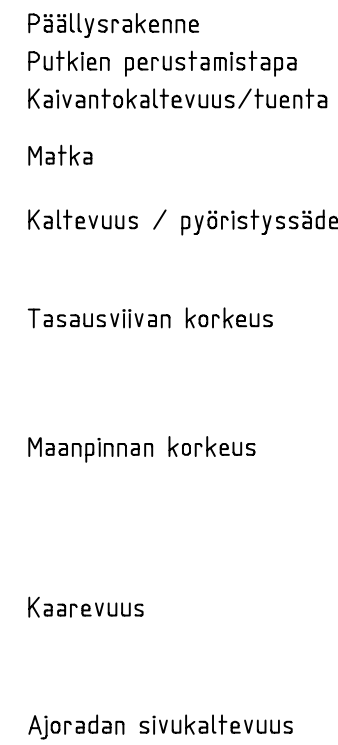 Päällysrakenne
Putkien perustamistapa
Kaivantokaltevuus/tuenta
Matka
Kaltevuus / pyöristyssäde
Tasausviivan korkeus
Maanpinnan korkeus
Kaarevuus
Ajoradan sivukaltevuus